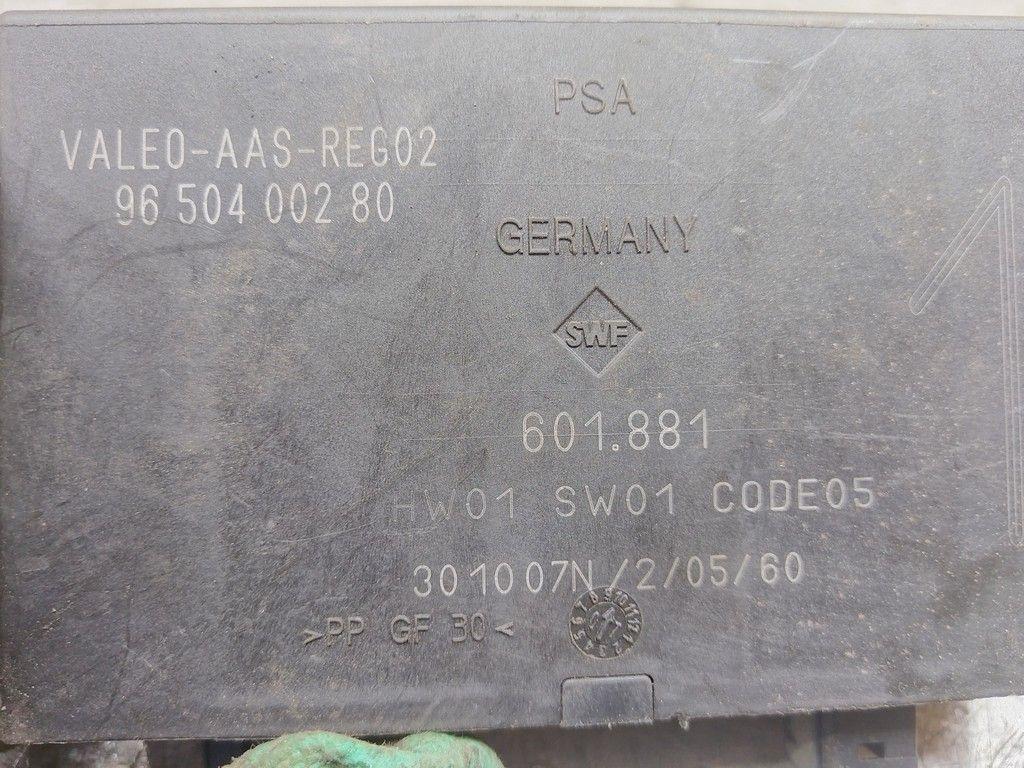 PSA
VALEO-AAS-REG02
96 504 002 80
GERMANY
SWF
601.881
HW01 SW01 CODE05
301007N/2/05/60
>PP GF 30<